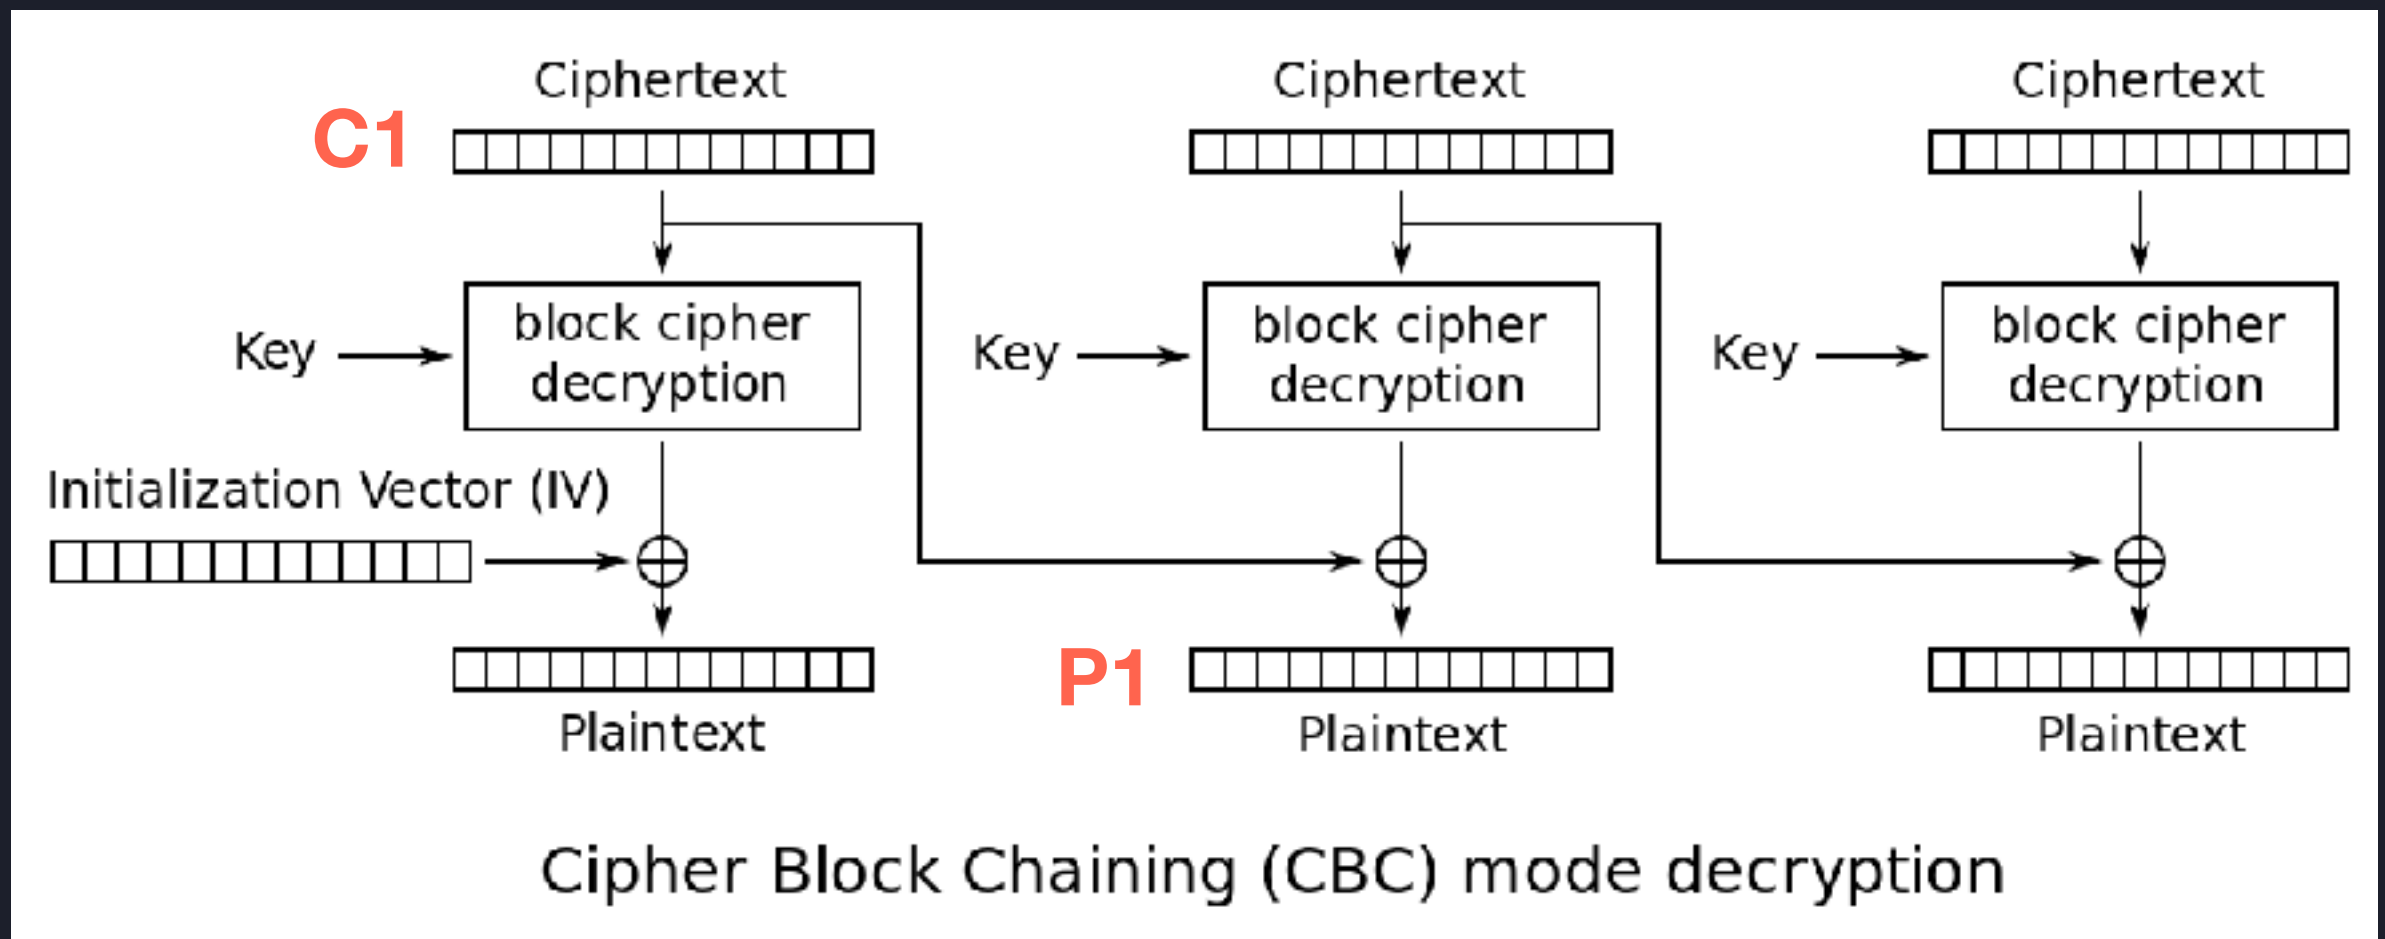 Ciphertext
Ciphertext
Ciphertext
C1
Key
block cipher
decryption
Key
block cipher
decryption
Key
block cipher
decryption
Initialization Vector (IV)
P1
Plaintext
Plaintext
Plaintext
Cipher Block Chaining (CBC) mode decryption